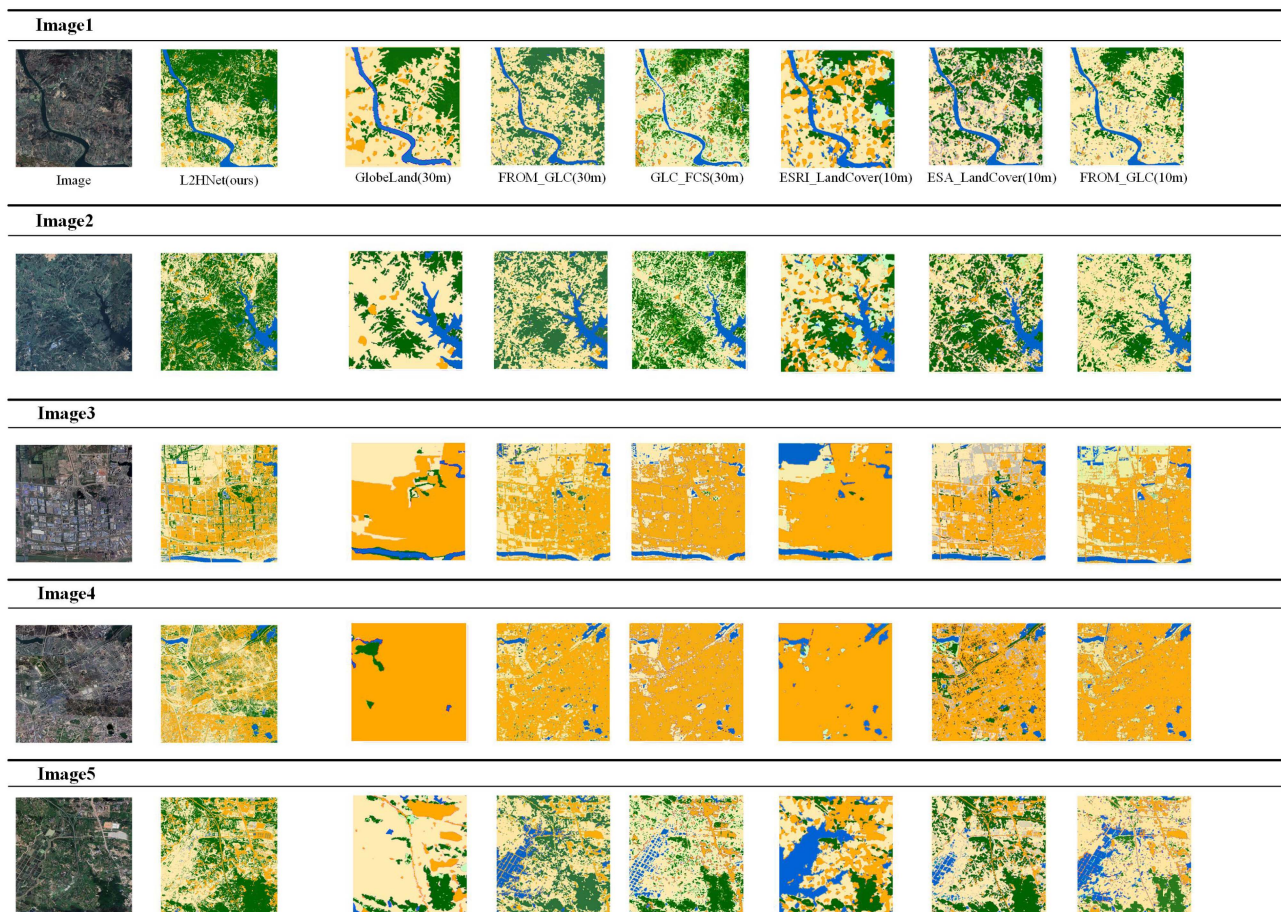 Image1
Image L2HNet(ours) GlobeLand(30m) FROM_GLC(30m) GLC_FCS(30m) ESRI_LandCover(10m) ESA_LandCover(10m) FROM_GLC(10m)
Image2
Image3
Image4
Image5